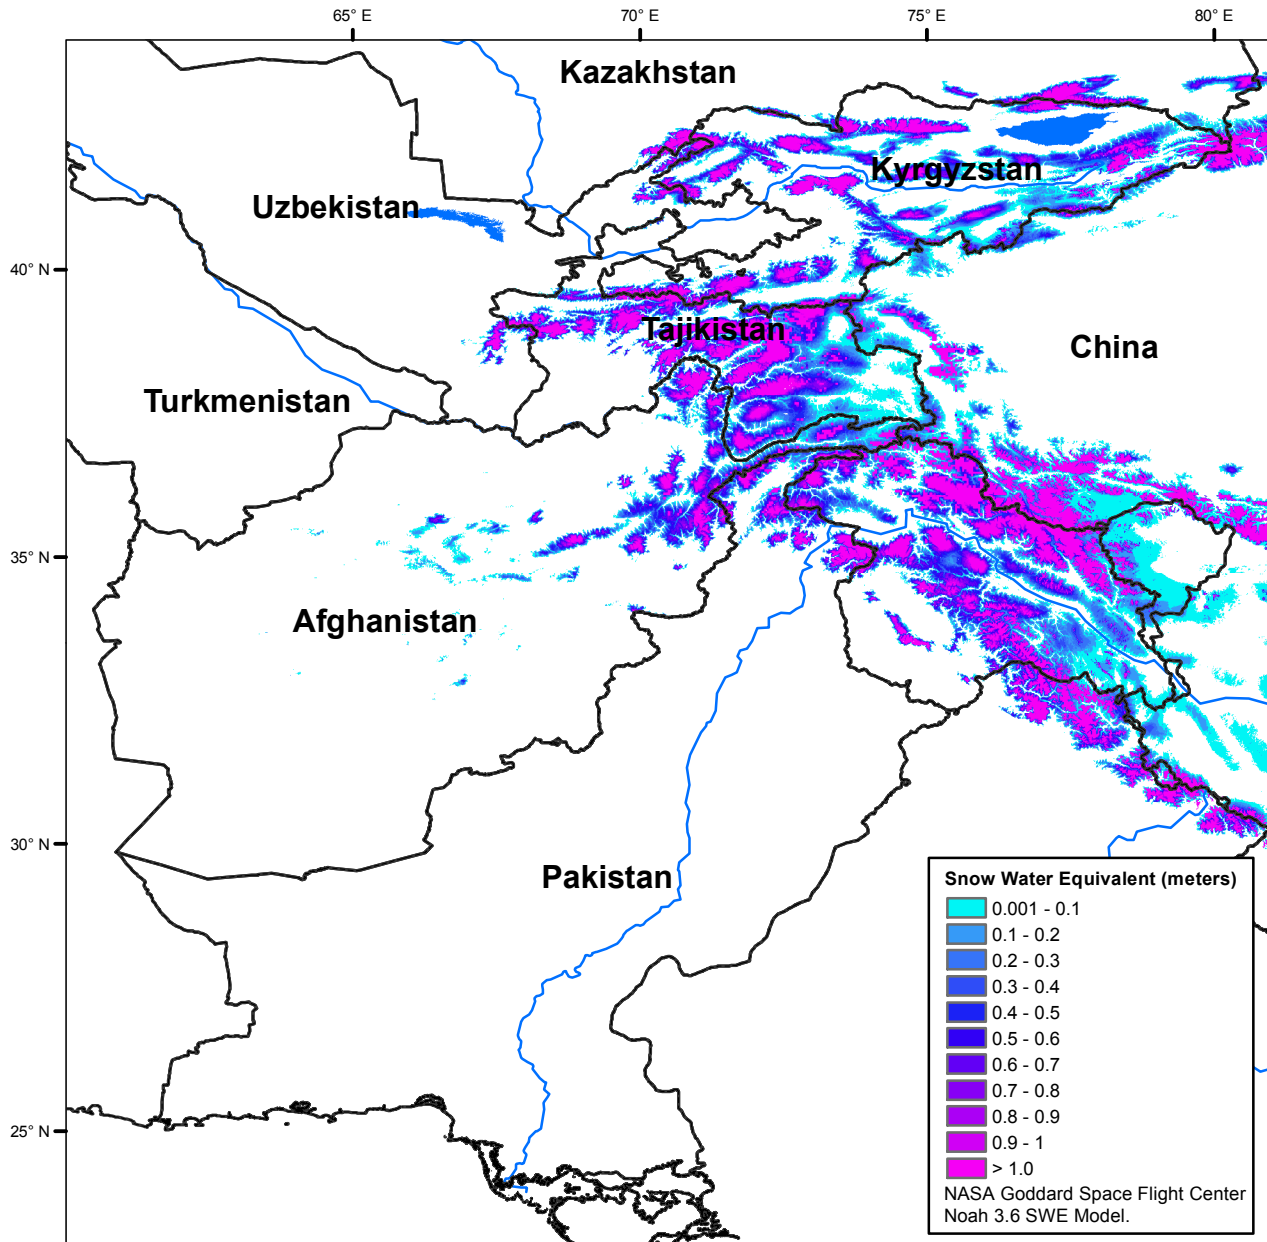 65° E
70° E
75° E
80° E
Kazakhstan
Kyrgyzstan
Uzbekistan
40° N
Tajikistan
China
Turkmenistan
35° N
Afghanistan
30° N
Pakistan
25° N
Snow Water Equivalent (meters)
0.001 - 0.1
0.1 - 0.2
0.2 - 0.3
0.3 - 0.4
0.4 - 0.5
0.5 - 0.6
0.6 - 0.7
0.7 - 0.8
0.8 - 0.9
0.9 - 1
> 1.0
NASA Goddard Space Flight Center
Noah 3.6 SWE Model.